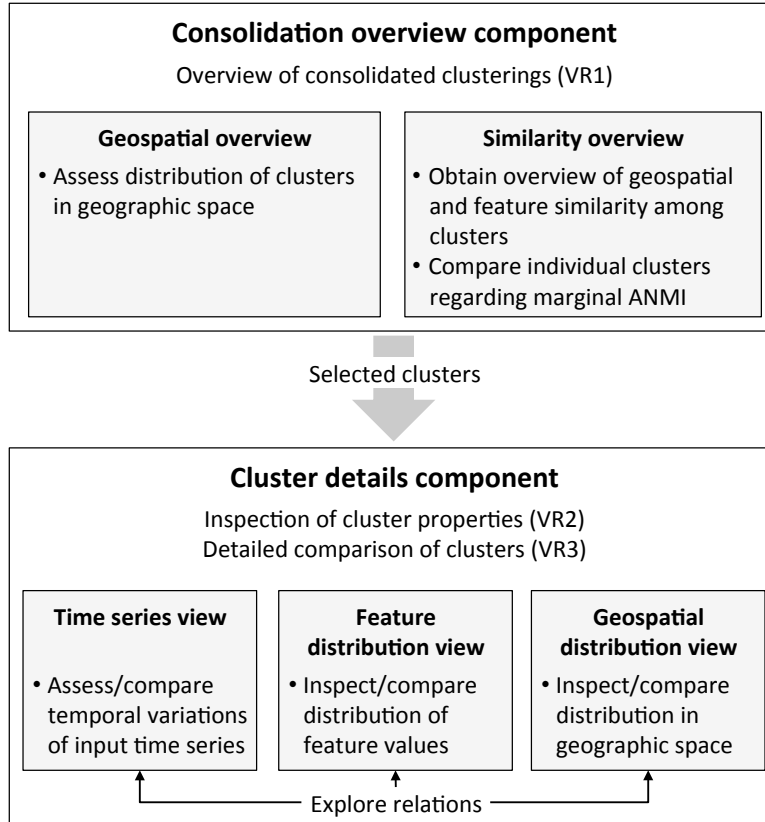 Consolidation overview component
Overview of consolidated clusterings (VR1)
Geospatial overview
• Assess distribution of clusters
in geographic space
Similarity overview
• Obtain overview of geospatial
and feature similarity among
clusters
• Compare individual clusters
regarding marginal ANMI
Selected clusters
Cluster details component
Inspection of cluster properties (VR2)
Detailed comparison of clusters (VR3)
Time series view
• Assess/compare
temporal variations
of input time series
Feature
distribution view
• Inspect/compare
distribution of
feature values
Geospatial
distribution view
• Inspect/compare
distribution in
geographic space
Explore relations